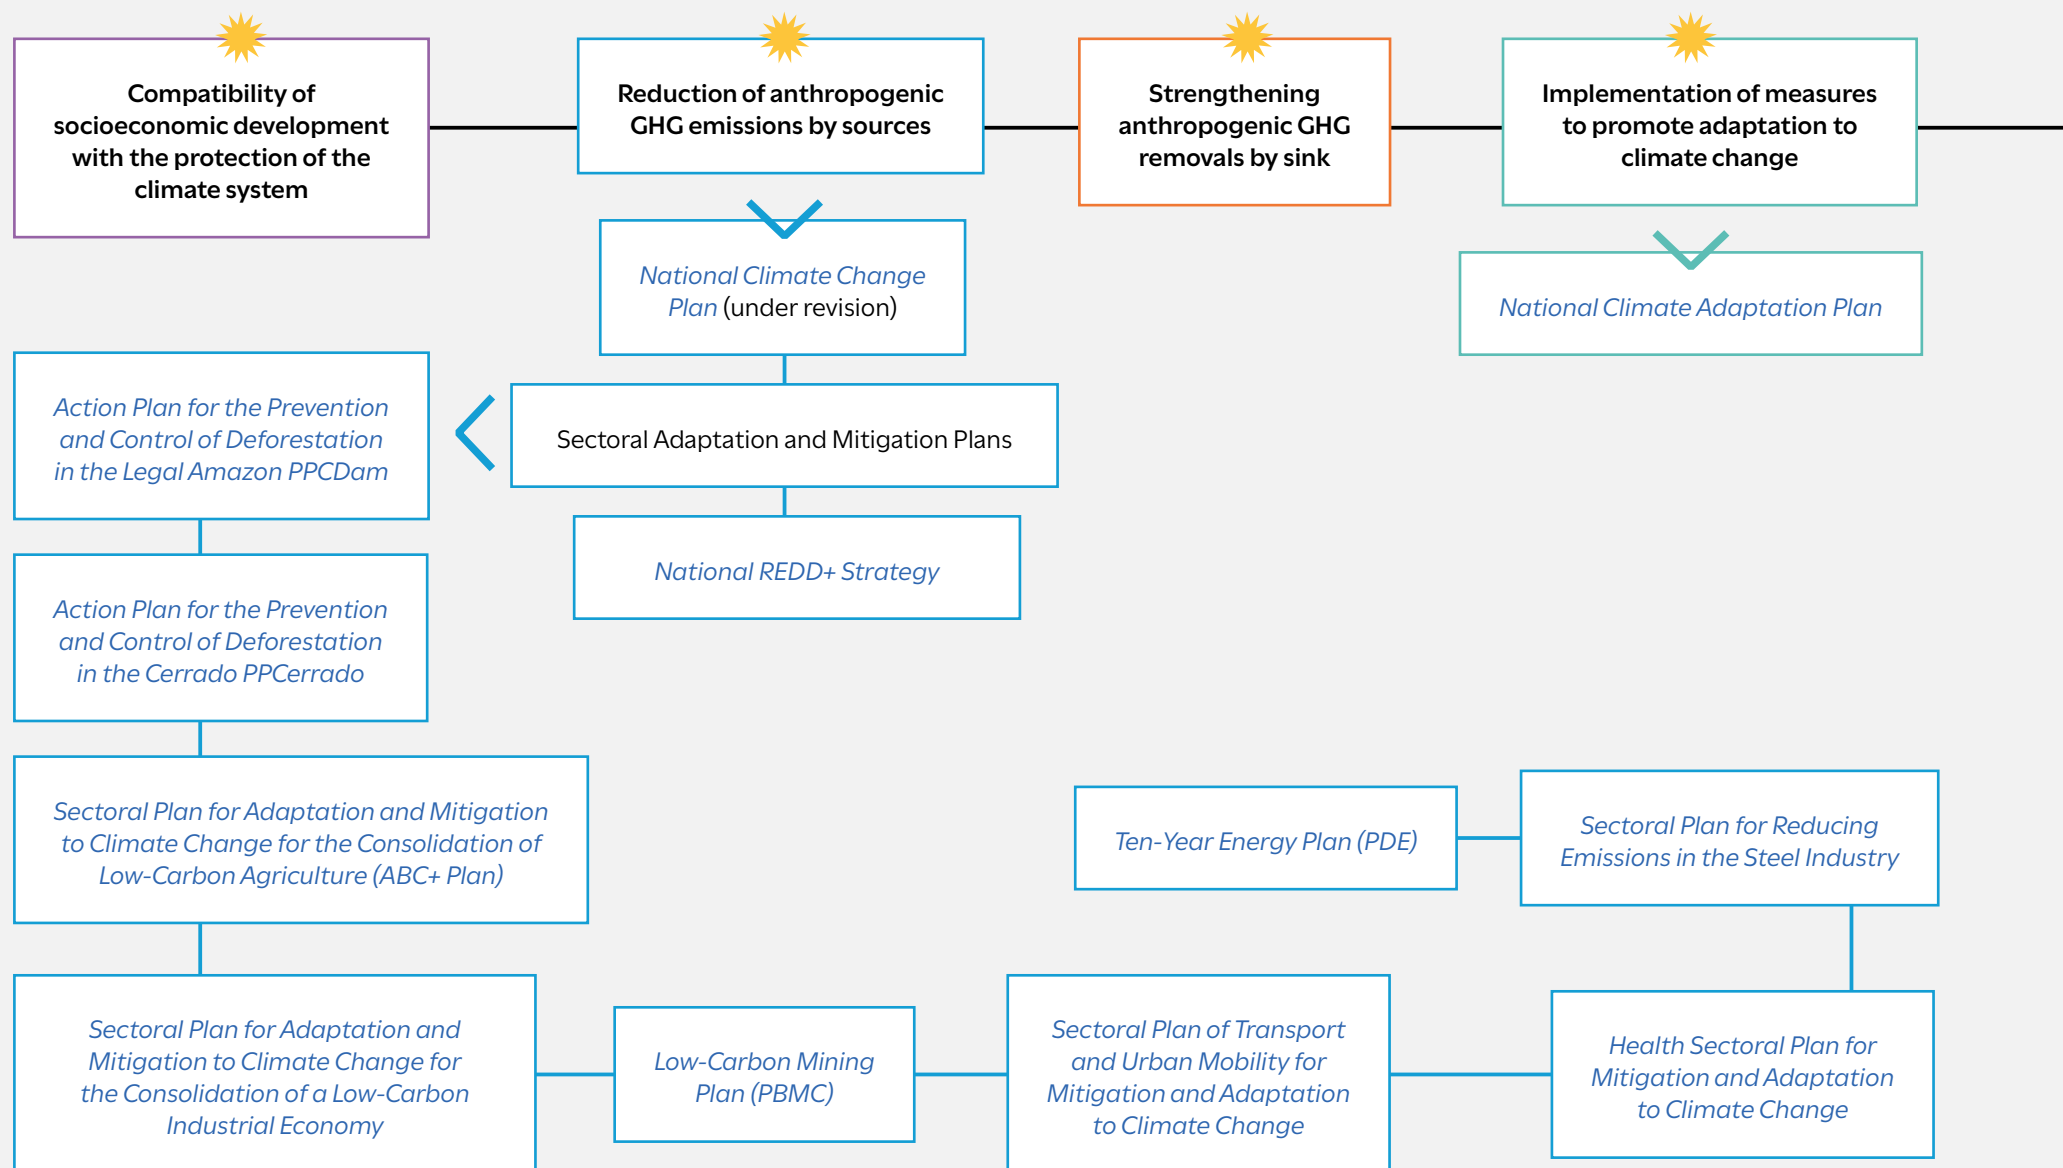 Compatibility of
socioeconomic development
with the protection of the
climate system
Reduction of anthropogenic
GHG emissions by sources
Strengthening
anthropogenic GHG
removals by sink
Implementation of measures
to promote adaptation to
climate change
National Climate Change
Plan (under revision)
National Climate Adaptation Plan
Sectoral Adaptation and Mitigation Plans
National REDD+ Strategy
Action Plan for the Prevention
and Control of Deforestation
in the Legal Amazon PPCDam
Action Plan for the Prevention
and Control of Deforestation
in the Cerrado PPCerrado
Sectoral Plan for Adaptation and Mitigation
to Climate Change for the Consolidation of
Low-Carbon Agriculture (ABC+ Plan)
Sectoral Plan for Adaptation and
Mitigation to Climate Change for
the Consolidation of a Low-Carbon
Industrial Economy
Low-Carbon Mining
Plan (PBMC)
Sectoral Plan of Transport
and Urban Mobility for
Mitigation and Adaptation
to Climate Change
Health Sectoral Plan for
Mitigation and Adaptation
to Climate Change
Sectoral Plan for Reducing
Emissions in the Steel Industry
Ten-Year Energy Plan (PDE)